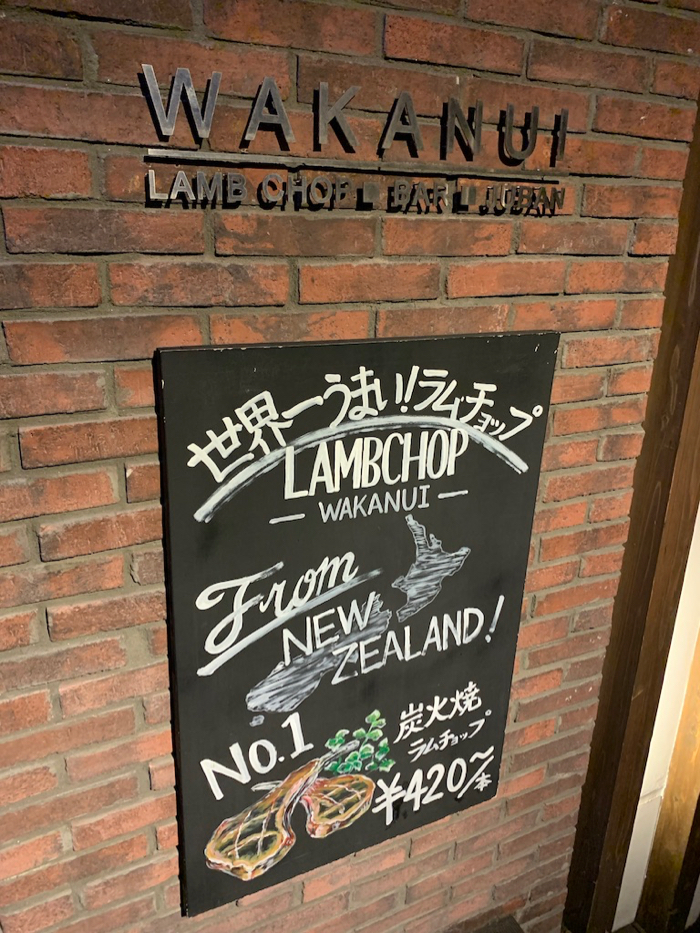 WAKANUI
LAMB CHOP BAR JUBAN
世界一うまい!ラムチョップ
LAMBCHOP
— WAKANUI —
From
NEW
ZEALAND!
No.1
炭火焼
ラムチョップ
¥420~/本